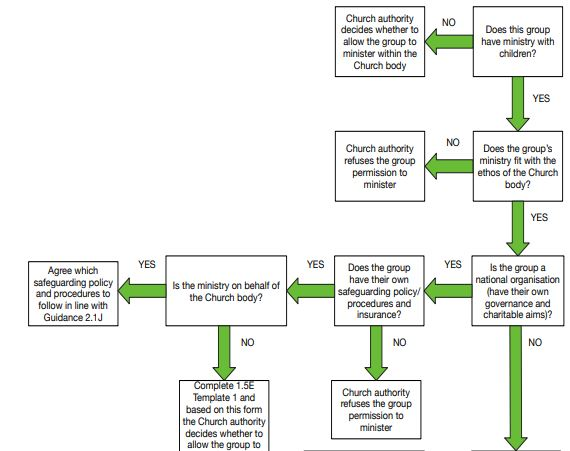 Church authority
decides whether to
allow the group to
minister within the
Church body
NO
Does this group
have ministry with
children?
YES
Church authority
refuses the group
permission to
minister
NO
Does the group's
ministry fit with the
ethos of the Church
body?
YES
Agree which
safeguarding policy
and procedures to
follow in line with
Guidance 2.1J
YES
Is the ministry on behalf of
the Church body?
YES
Does the group
have their own
safeguarding policy/
procedures and
insurance?
YES
Is the group a
national organisation
(have their own
governance and
charitable aims)?
NO
NO
NO
Complete 1.5E
Template 1 and
based on this form
the Church authority
decides whether to
allow the group to
Church authority
refuses the group
permission to
minister